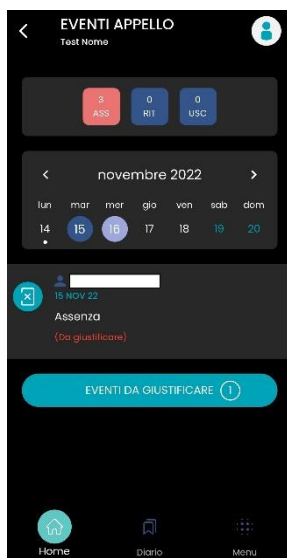 EVENTI APPELLO
Test Nome
3 0 0
ASS RIT USC
novembre 2022
lun mar mer gio ven sab dom
14 15 16 17 18 19 20
15 NOV 22
Assenza
(Da giustificare)
EVENTI DA GIUSTIFICARE 1
Home Diario Menu